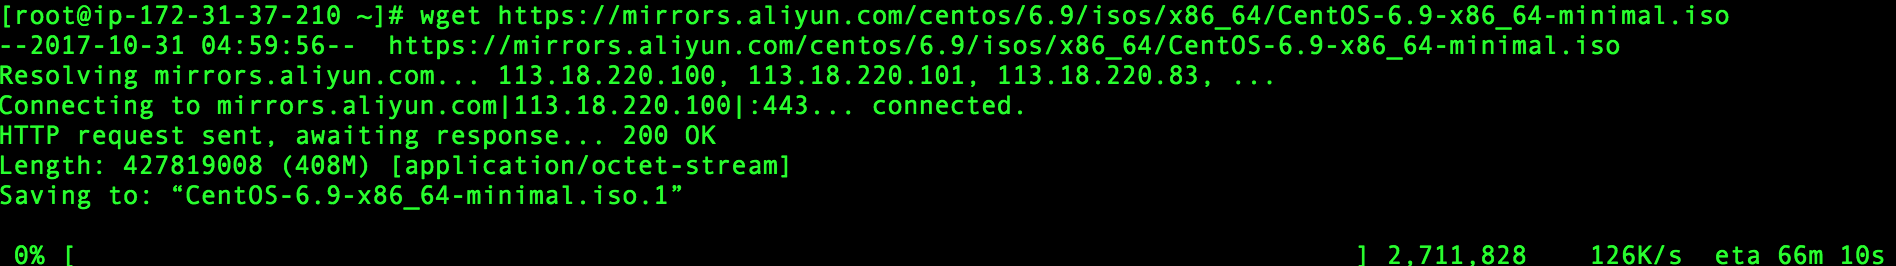 [root@ip-172-31-37-210 ~]# wget https://mirrors.aliyun.com/centos/6.9/isos/x86_64/CentOS-6.9-x86_64-minimal.iso
--2017-10-31 04:59:56--  https://mirrors.aliyun.com/centos/6.9/isos/x86_64/CentOS-6.9-x86_64-minimal.iso
Resolving mirrors.aliyun.com... 113.18.220.100, 113.18.220.101, 113.18.220.83, ...
Connecting to mirrors.aliyun.com|113.18.220.100|:443... connected.
HTTP request sent, awaiting response... 200 OK
Length: 427819008 (408M) [application/octet-stream]
Saving to: “CentOS-6.9-x86_64-minimal.iso.1”
0% [                    ] 2,711,828    126K/s  eta 66m 10s